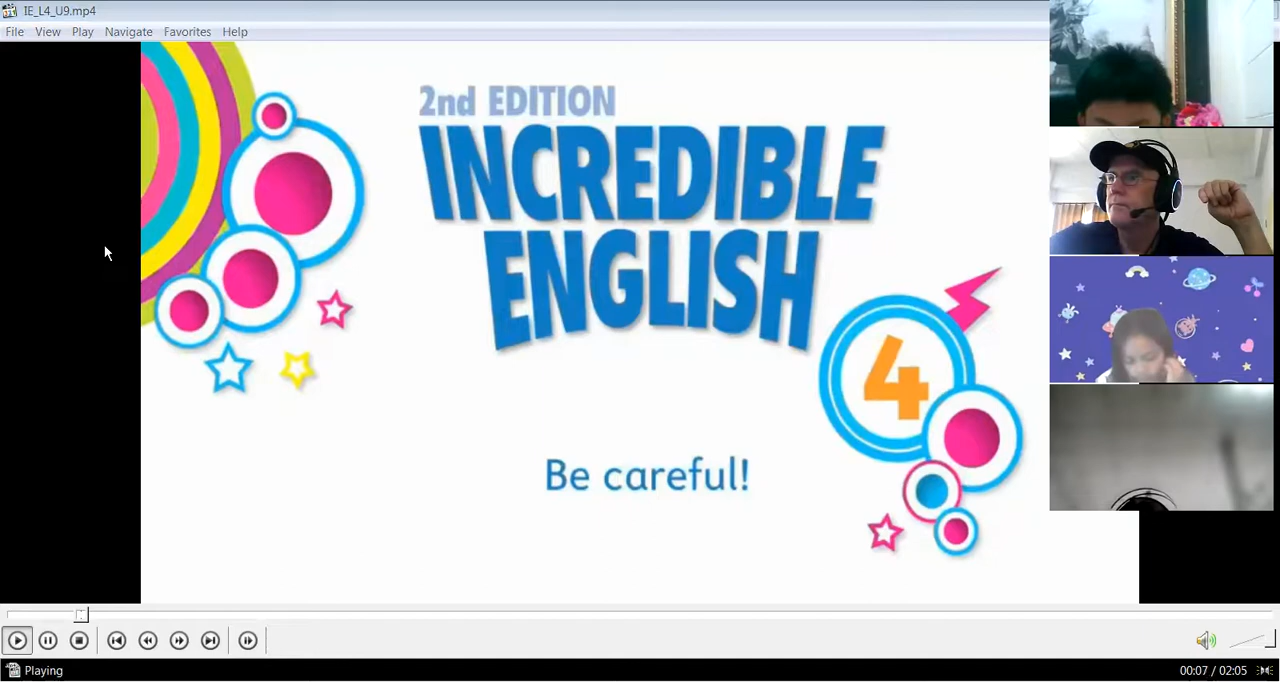 IE_L4_U9.mp4
File View Play Navigate Favorites Help
2nd EDITION
INCREDIBLE
ENGLISH
4
Be careful!
Playing
00:07 / 02:05